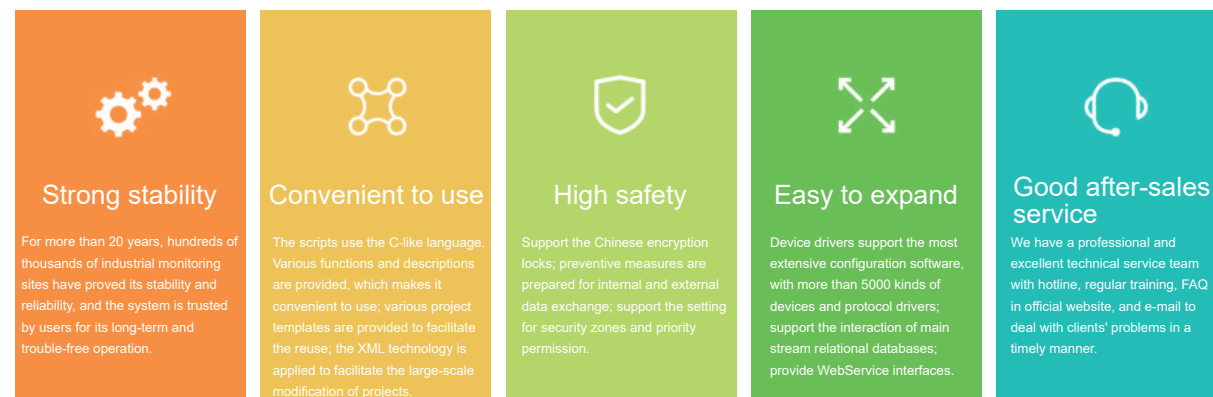 Strong stability
For more than 20 years, hundreds of
thousands of industrial monitoring
sites have proved its stability and
reliability, and the system is trusted
by users for its long-term and
trouble-free operation.
Convenient to use
The scripts use the C-like language.
Various functions and descriptions
are provided, which makes it
convenient to use; various project
templates are provided to facilitate
the reuse; the XML technology is
applied to facilitate the large-scale
modification of projects.
High safety
Support the Chinese encryption
locks; preventive measures are
prepared for internal and external
data exchange; support the setting
for security zones and priority
permission.
Easy to expand
Device drivers support the most
extensive configuration software,
with more than 5000 kinds of
devices and protocol drivers;
support the interaction of main
stream relational databases;
provide WebService interfaces.
Good after-sales
service
We have a professional and
excellent technical service team
with hotline, regular training, FAQ
in official website, and e-mail to
deal with clients' problems in a
timely manner.